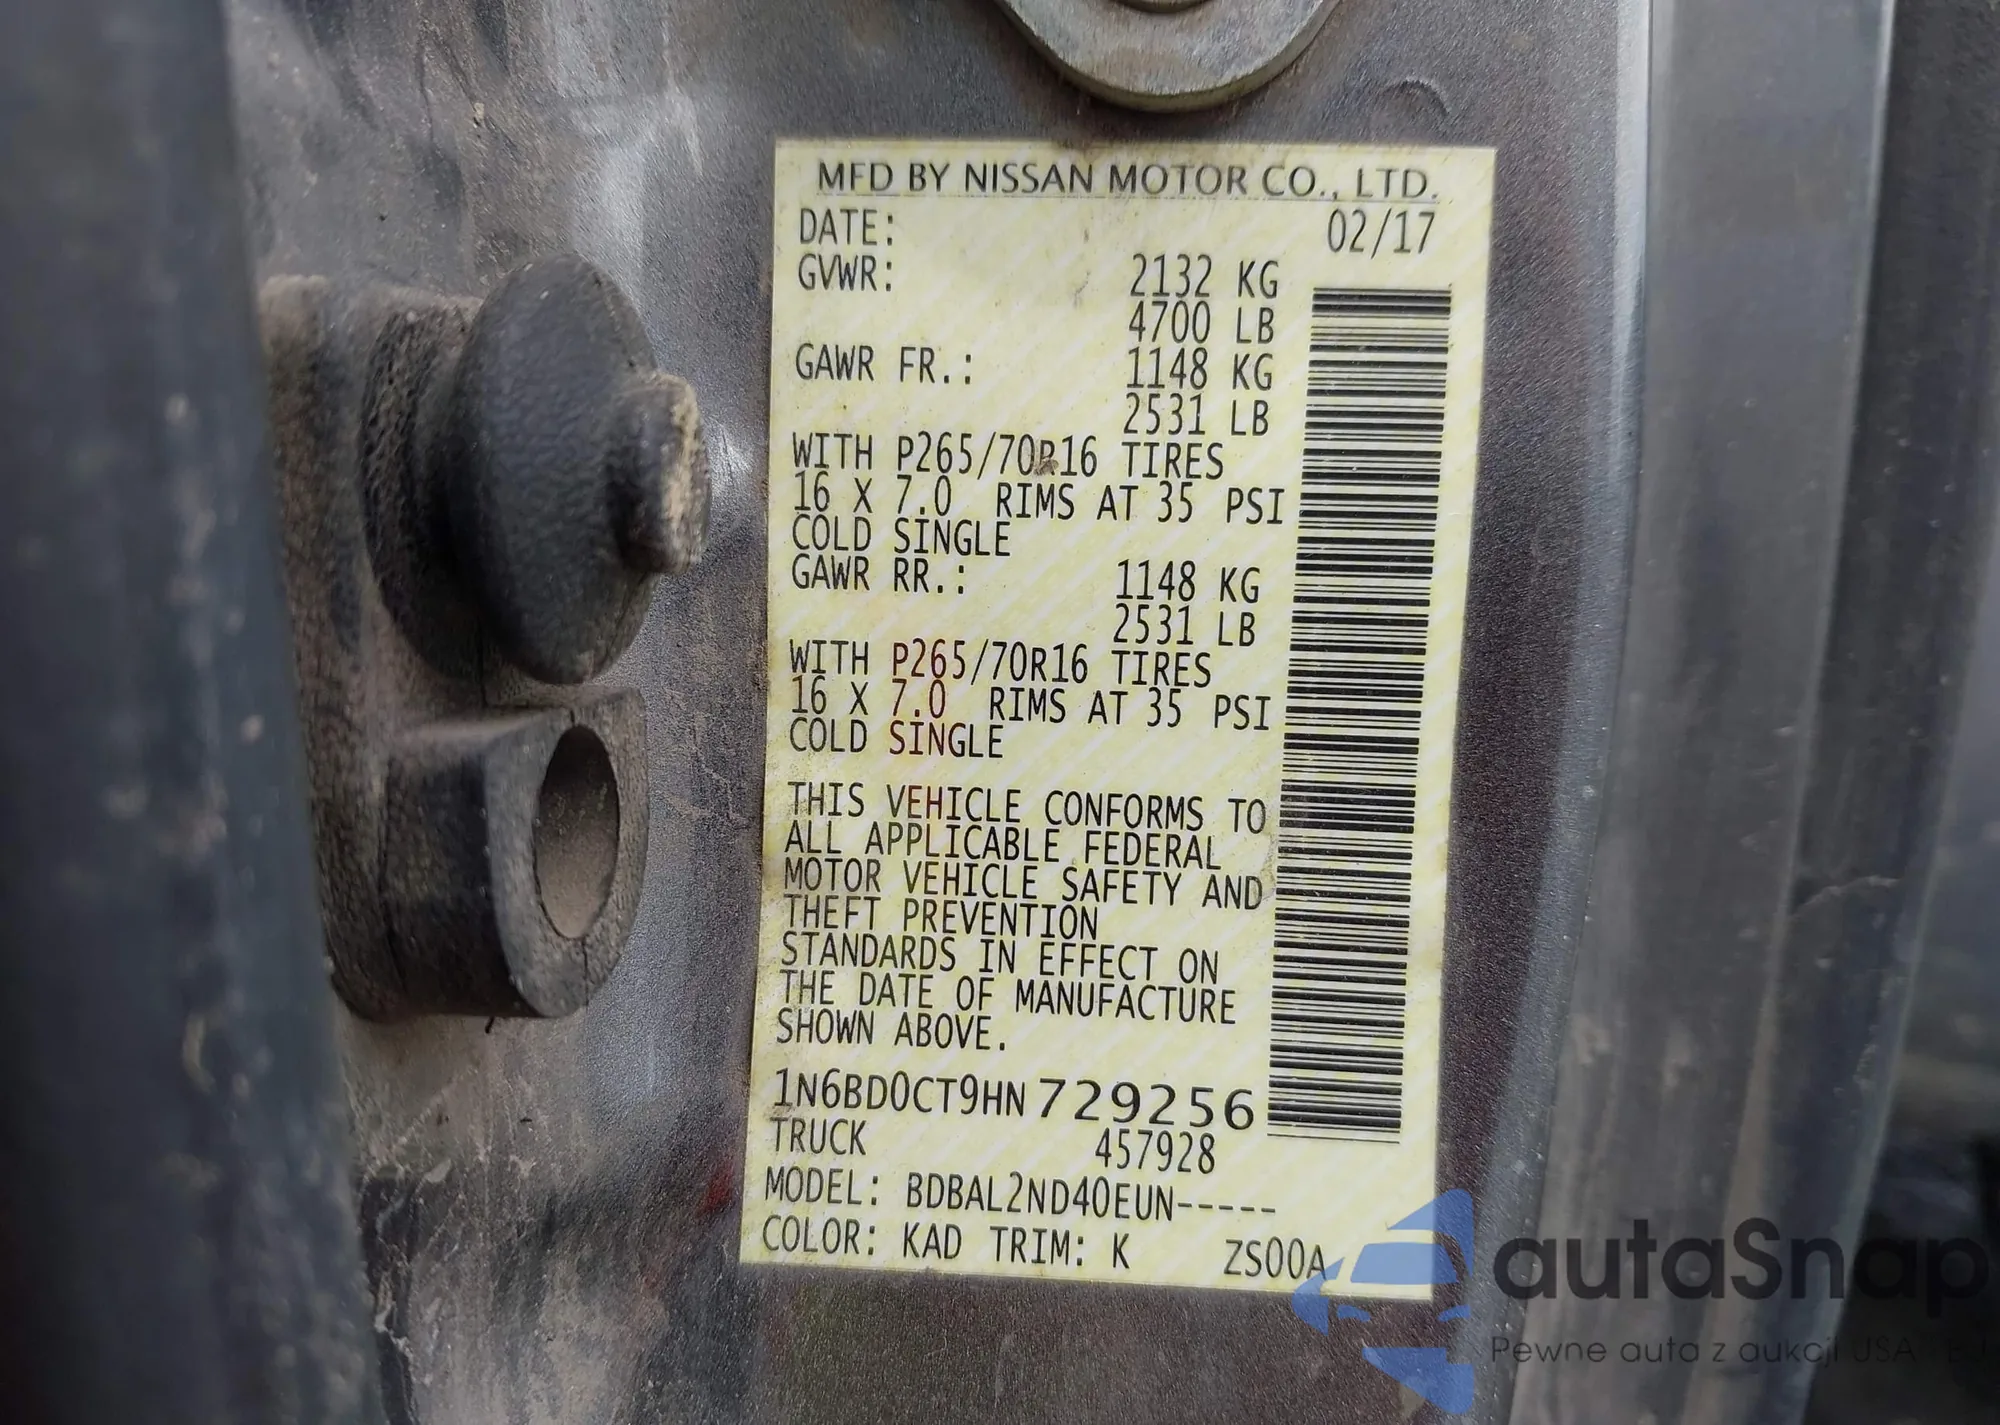 MFD BY NISSAN MOTOR CO., LTD.
DATE: 02/17
GVWR: 2132 KG
4700 LB
GAWR FR.: 1148 KG
2531 LB
WITH P265/70R16 TIRES
16 X 7.0 RIMS AT 35 PSI
COLD SINGLE
GAWR RR.: 1148 KG
2531 LB
WITH P265/70R16 TIRES
16 X 7.0 RIMS AT 35 PSI
COLD SINGLE
THIS VEHICLE CONFORMS TO
ALL APPLICABLE FEDERAL
MOTOR VEHICLE SAFETY AND
THEFT PREVENTION
STANDARDS IN EFFECT ON
THE DATE OF MANUFACTURE
SHOWN ABOVE.
1N6BD0CT9HN729256
TRUCK 457928
MODEL: BDBAL2ND40EUN-----
COLOR: KAD TRIM: K ZS00A
autaSnap
Pewne auta z aukcji USA i EU